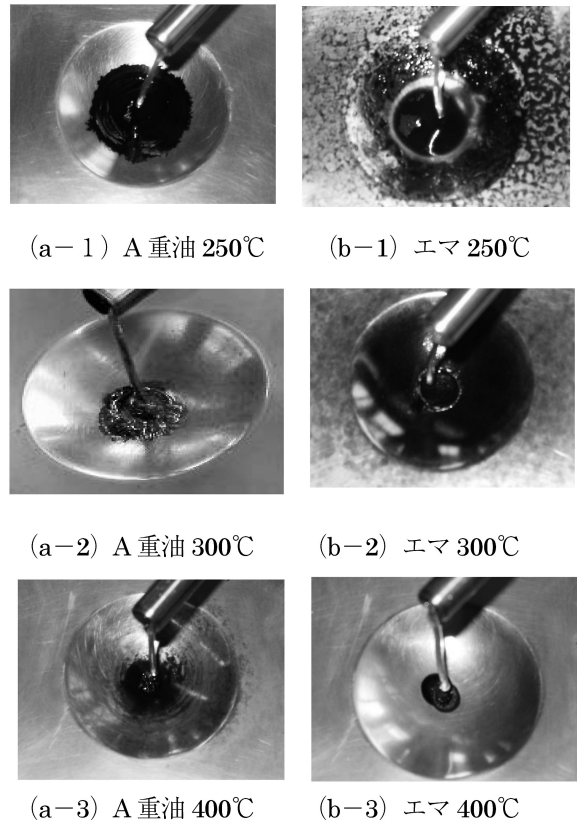 (a－１) A 重油 250℃
(b－1) エマ 250℃
(a－2) A 重油 300℃
(b－2) エマ 300℃
(a－3) A 重油 400℃
(b－3) エマ 400℃